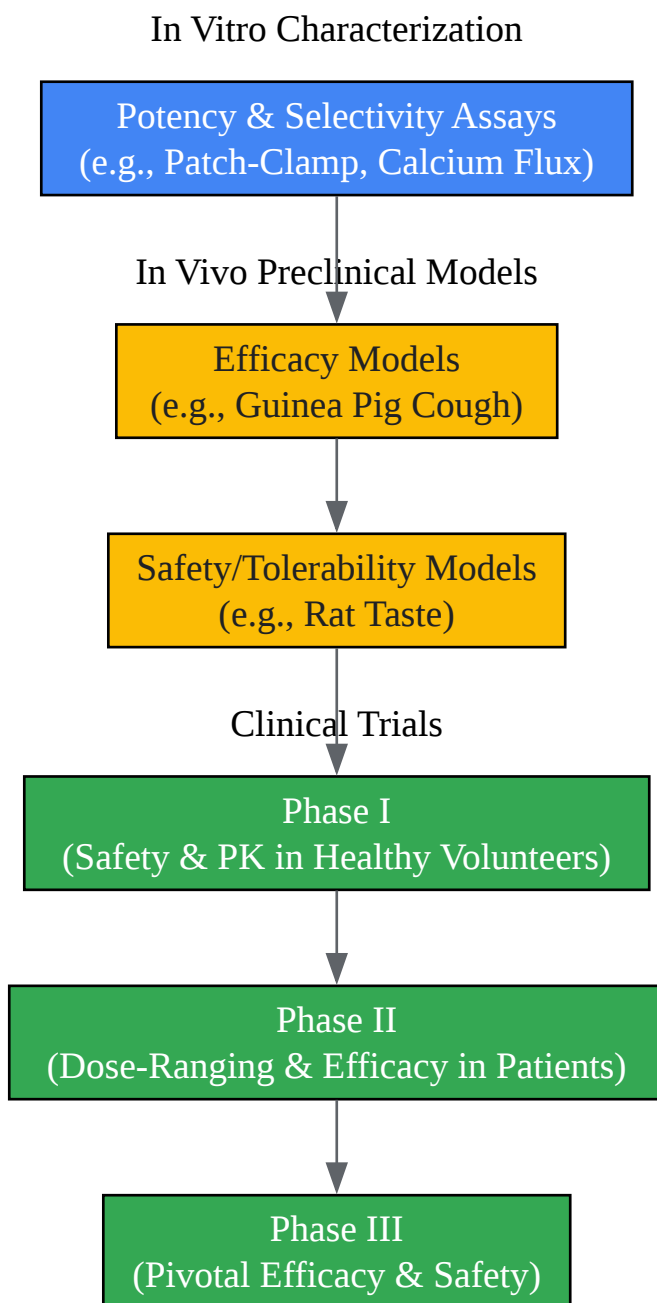 In Vitro Characterization
Potency & Selectivity Assays
(e.g., Patch-Clamp, Calcium Flux)
In Vivo Preclinical Models
Efficacy Models
(e.g., Guinea Pig Cough)
Safety/Tolerability Models
(e.g., Rat Taste)
Clinical Trials
Phase I
(Safety & PK in Healthy Volunteers)
Phase II
(Dose-Ranging & Efficacy in Patients)
Phase III
(Pivotal Efficacy & Safety)